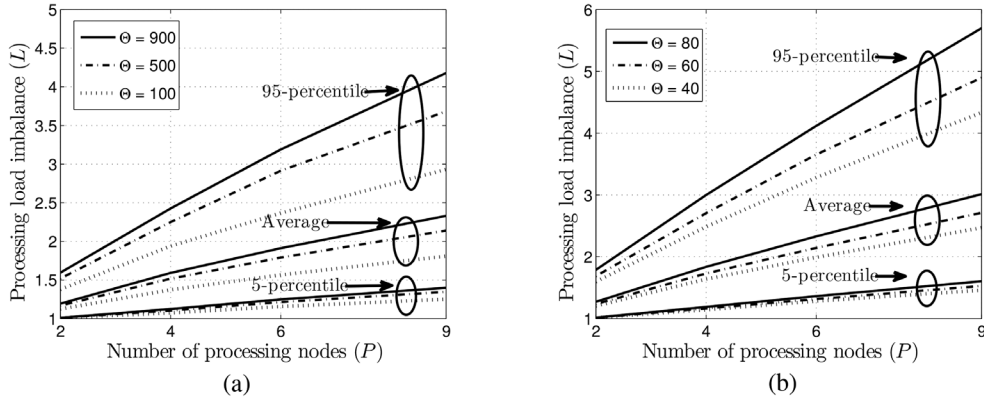 5
4.5
4
3.5
3
2.5
2
1.5
1
Processing load imbalance (L)
Θ = 900
Θ = 500
Θ = 100
95-percentile
Average
5-percentile
2
4
6
9
Number of processing nodes (P)
(a)
6
5
4
3
2
1
Processing load imbalance (L)
Θ = 80
Θ = 60
Θ = 40
95-percentile
Average
5-percentile
2
4
6
9
Number of processing nodes (P)
(b)